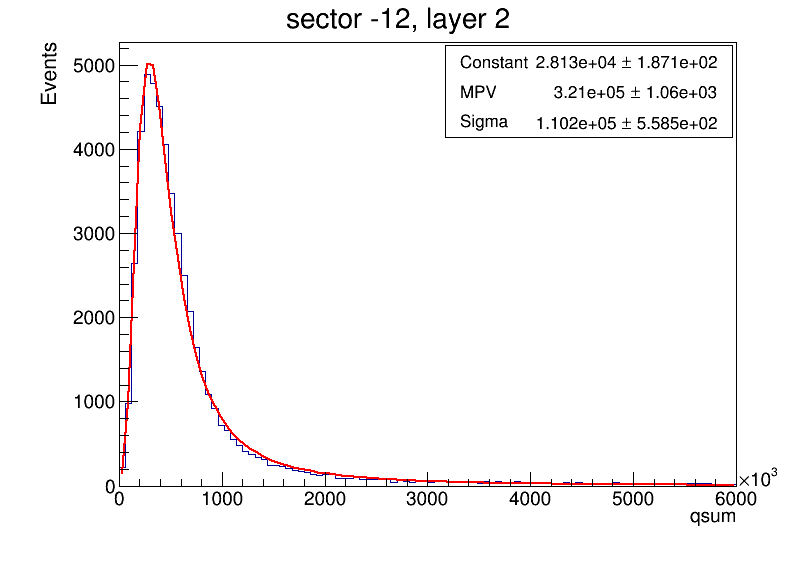 sector -12, layer 2
Events
Constant 2.813e+04 ± 1.871e+02
MPV 3.21e+05 ± 1.06e+03
Sigma 1.102e+05 ± 5.585e+02
5000
4000
3000
2000
1000
0
0 1000 2000 3000 4000 5000 6000
×10³
qsum